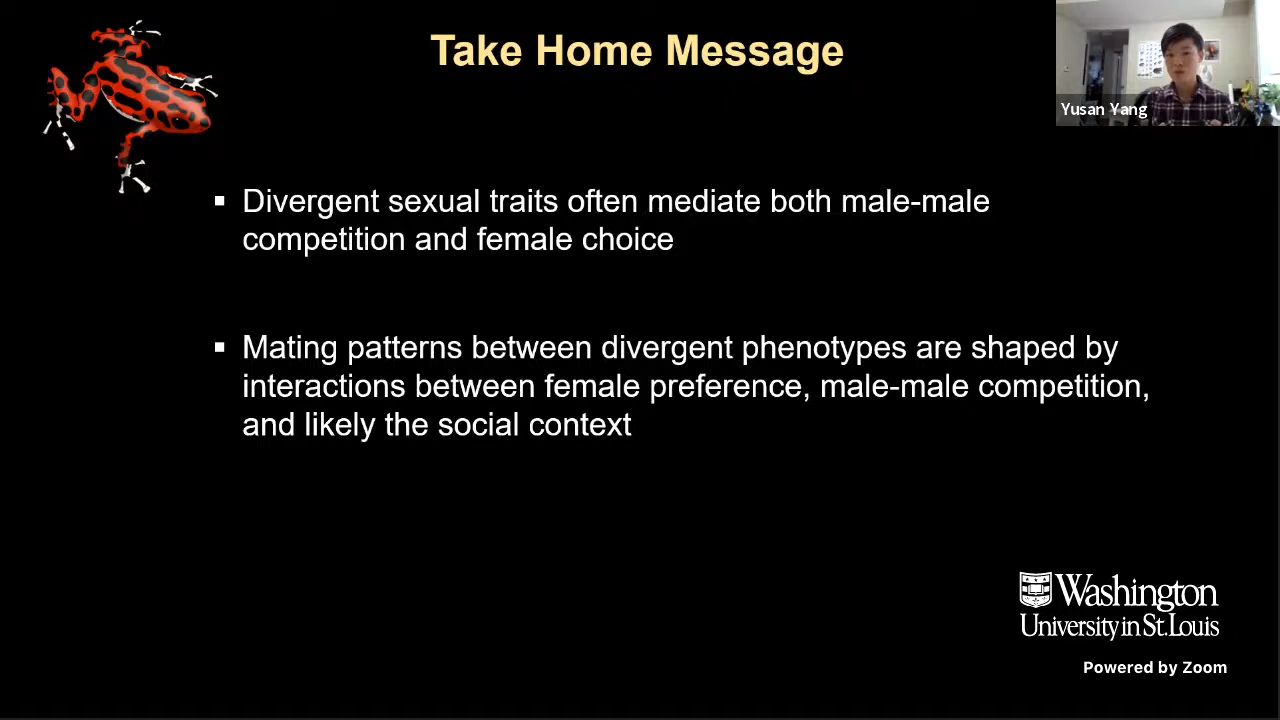 Take Home Message
Yusan Yang
▪ Divergent sexual traits often mediate both male-male
competition and female choice
▪ Mating patterns between divergent phenotypes are shaped by
interactions between female preference, male-male competition,
and likely the social context
Washington
University in St. Louis
Powered by Zoom